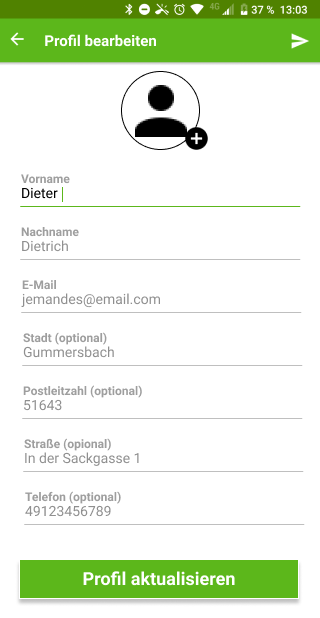 4G 37 % 13:03
Profil bearbeiten
Vorname
Dieter
Nachname
Dietrich
E-Mail
jemandes@email.com
Stadt (optional)
Gummersbach
Postleitzahl (optional)
51643
Straße (opional)
In der Sackgasse 1
Telefon (optional)
49123456789
Profil aktualisieren